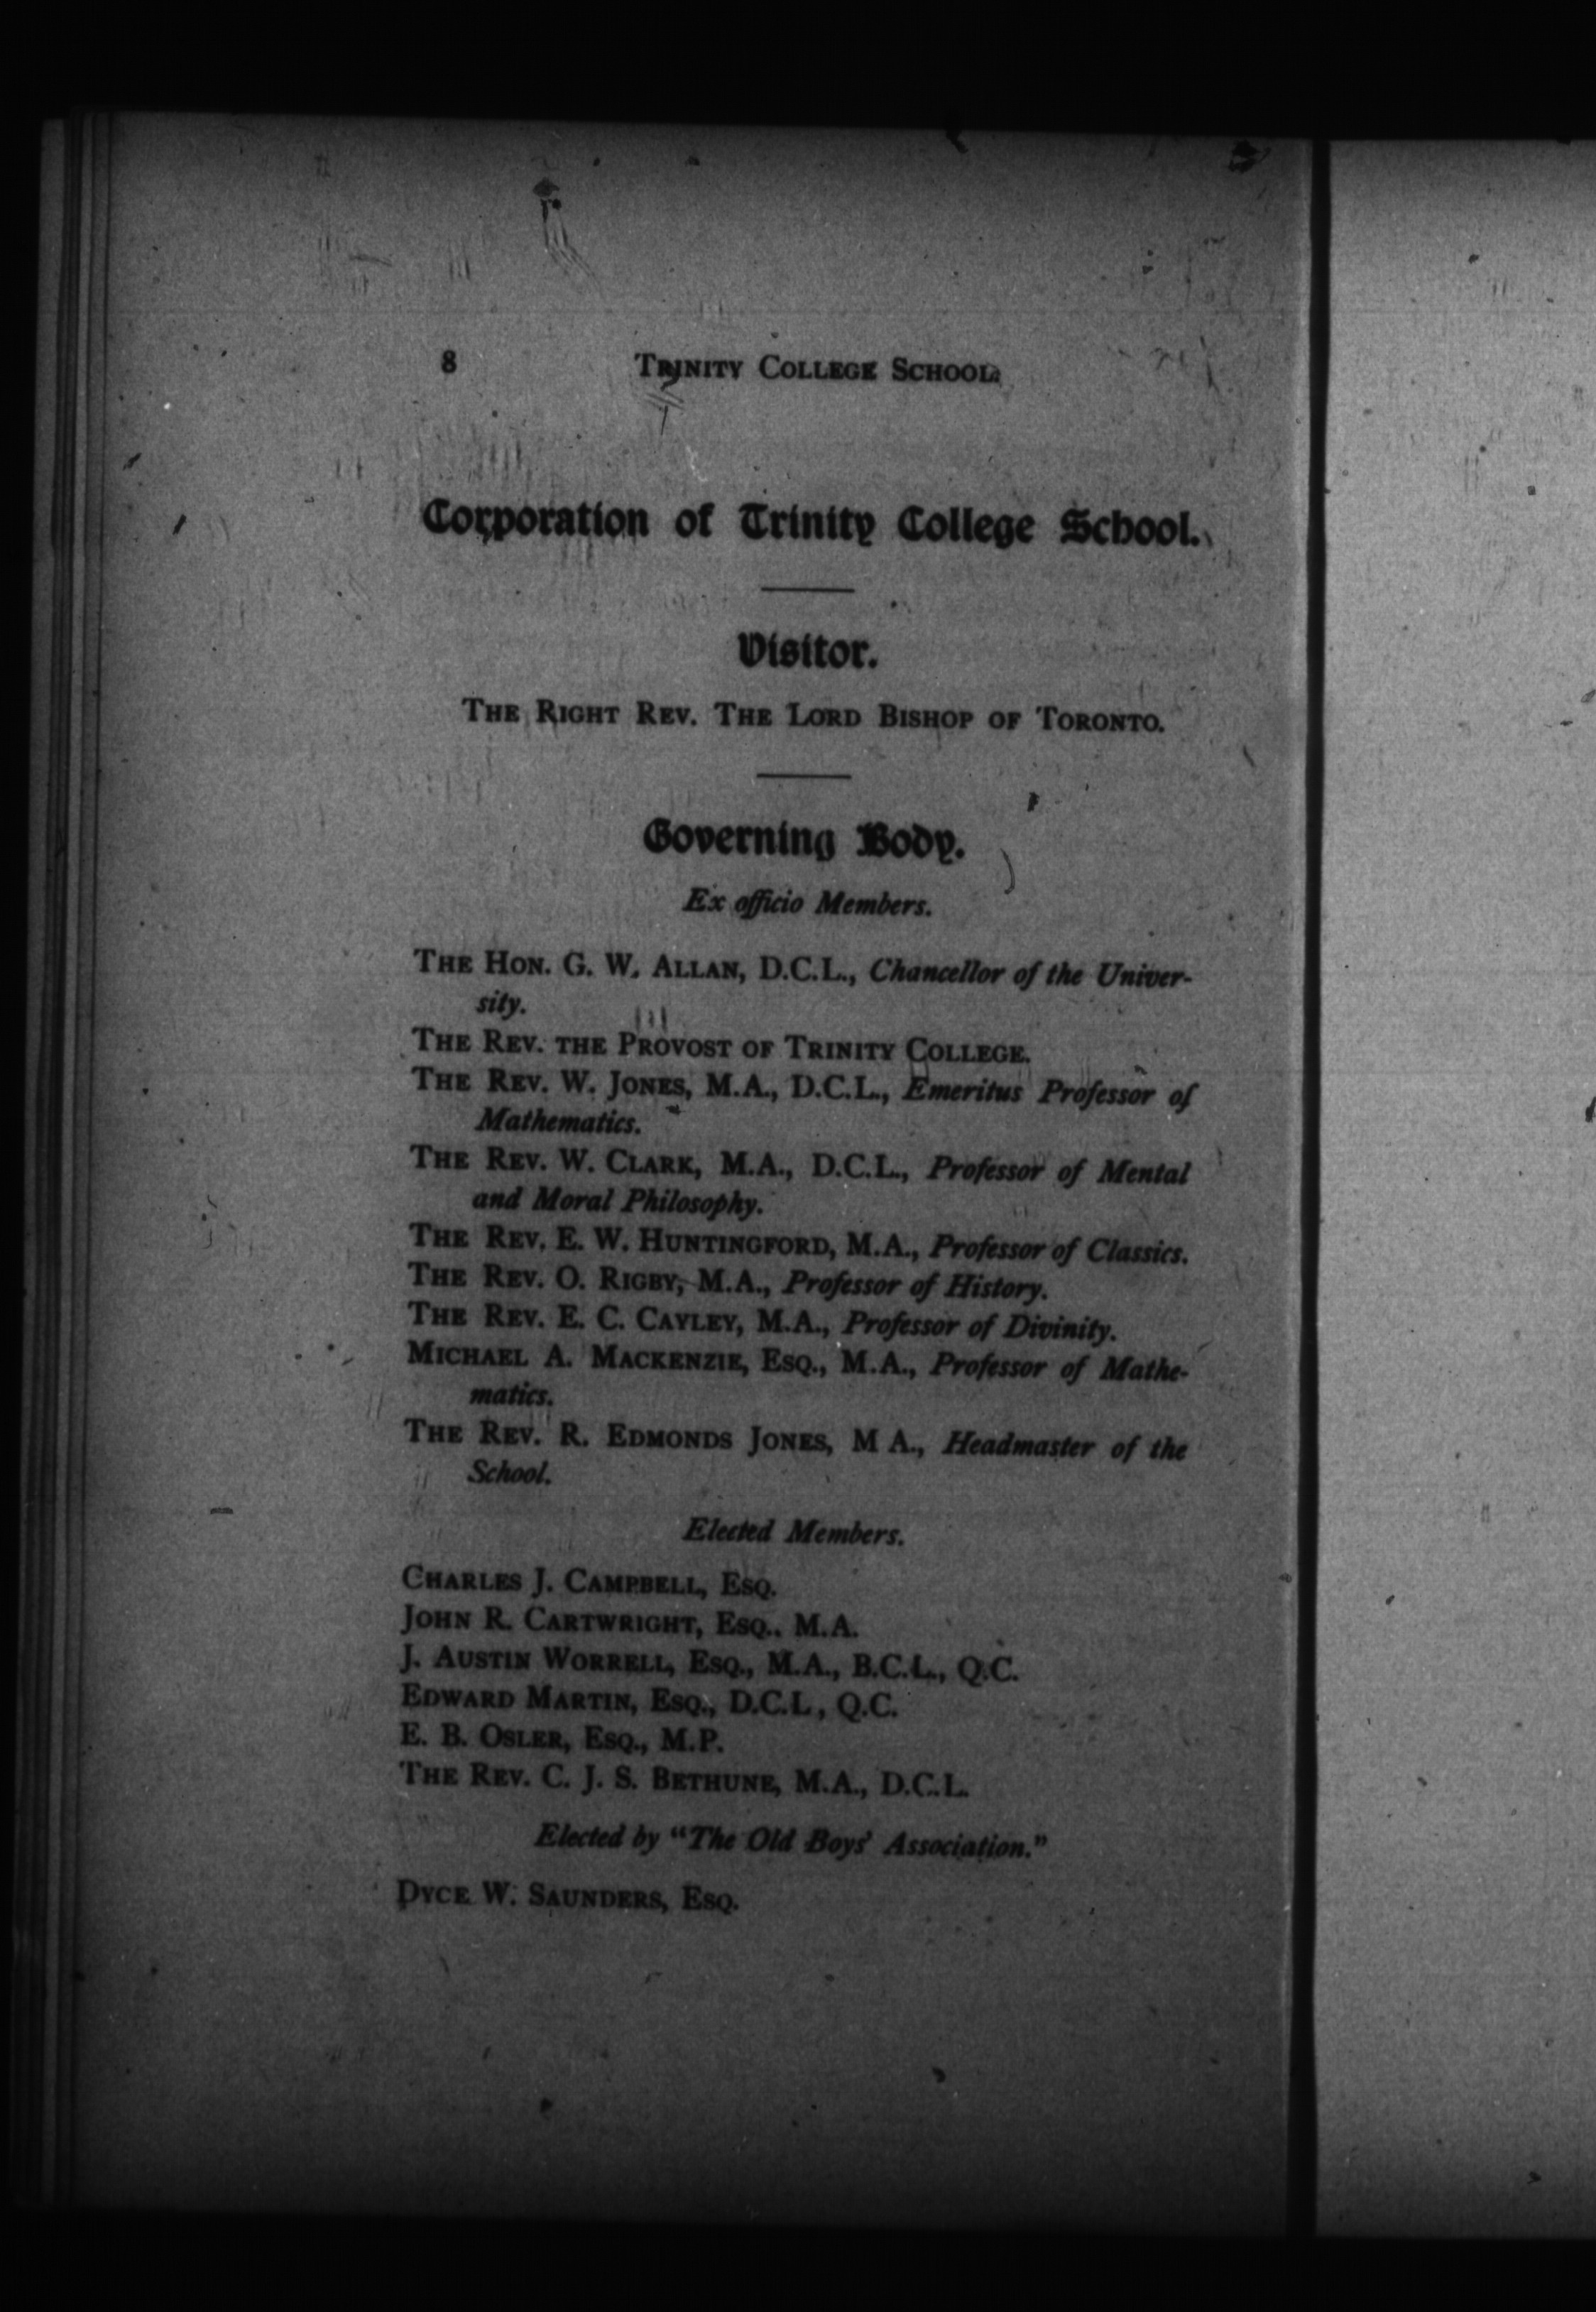 8 TRINITY COLLEGE SCHOOL.
Corporation of Trinity College School.
Visitor.
THE RIGHT REV. THE LORD BISHOP OF TORONTO.
Governing Body.
Ex officio Members.
THE HON. G. W. ALLAN, D.C.L., Chancellor of the Univer-
sity.
THE REV. THE PROVOST OF TRINITY COLLEGE.
THE REV. W. JONES, M.A., D.C.L., Emeritus Professor of
Mathematics.
THE REV. W. CLARK, M.A., D.C.L., Professor of Mental
and Moral Philosophy.
THE REV. E. W. HUNTINGFORD, M.A., Professor of Classics.
THE REV. O. RIGBY, M.A., Professor of History.
THE REV. E. C. CAYLEY, M.A., Professor of Divinity.
MICHAEL A. MACKENZIE, ESQ., M.A., Professor of Mathe-
matics.
THE REV. R. EDMONDS JONES, M A., Headmaster of the
School.
Elected Members.
CHARLES J. CAMPBELL, ESQ.
JOHN R. CARTWRIGHT, ESQ.. M.A.
J. AUSTIN WORRELL, ESQ., M.A., B.C.L., Q.C.
EDWARD MARTIN, ESQ., D.C.L, Q.C.
E. B. OSLER, ESQ., M.P.
THE REV. C. J. S. BETHUNE, M.A., D.C.L.
Elected by "The Old Boys' Association."
DYCE W. SAUNDERS, ESQ.